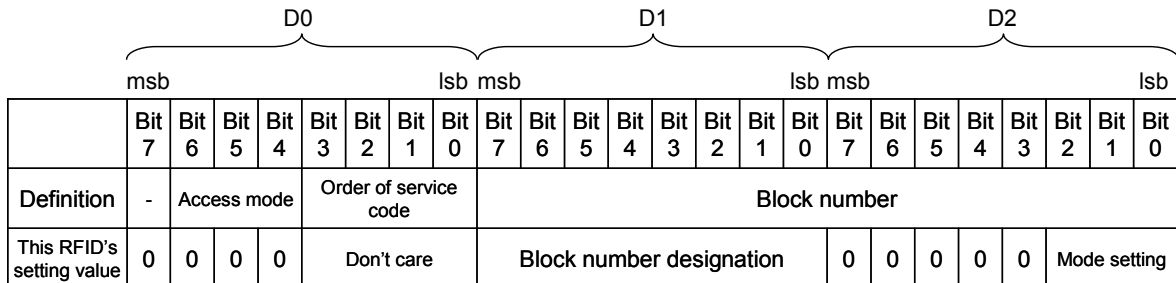 D0 D1 D2
msb lsb msb lsb msb lsb
Bit 7 Bit 6 Bit 5 Bit 4 Bit 3 Bit 2 Bit 1 Bit 0 Bit 7 Bit 6 Bit 5 Bit 4 Bit 3 Bit 2 Bit 1 Bit 0 Bit 7 Bit 6 Bit 5 Bit 4 Bit 3 Bit 2 Bit 1 Bit 0
Definition - Access mode Order of service code Block number
This RFID's setting value 0 0 0 0 Don't care Block number designation 0 0 0 0 0 Mode setting